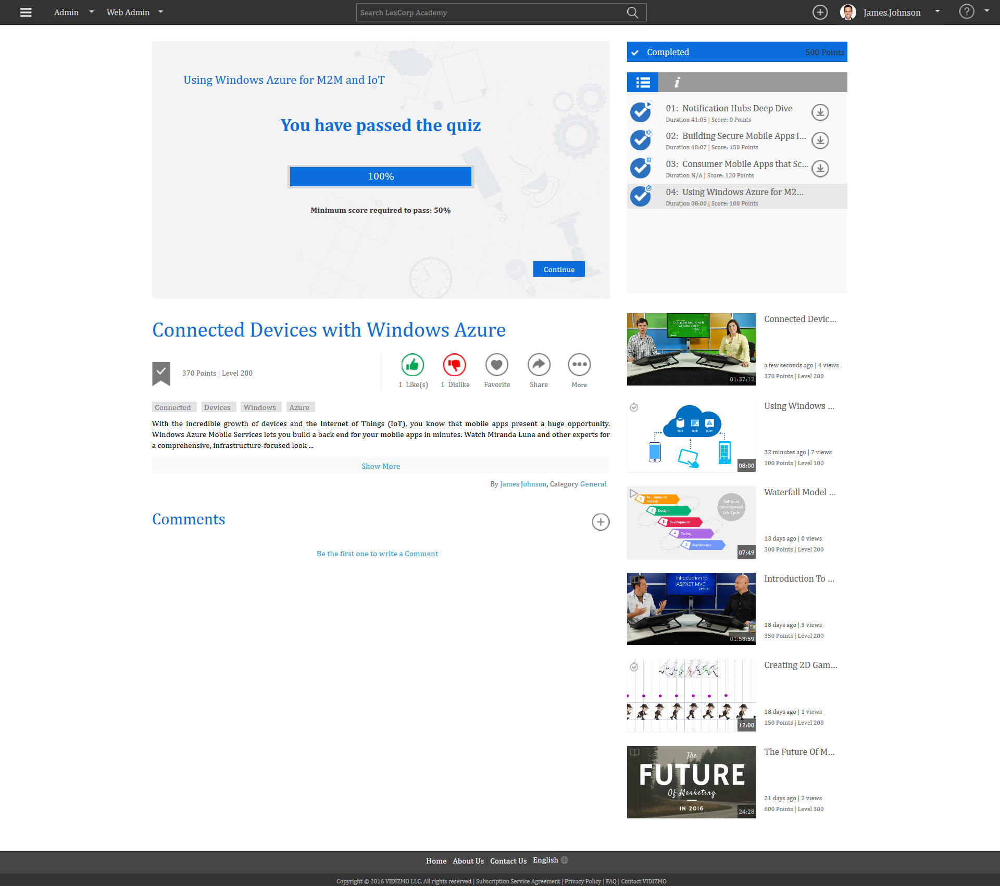 Admin
Web Admin
Search LexCorp Academy
James.Johnson
?
Using Windows Azure for M2M and IoT
You have passed the quiz
100%
Minimum score required to pass: 50%
Continue
Completed
500 Points
i
01: Notification Hubs Deep Dive
Duration 41:05 | Score: 0 Points
02: Building Secure Mobile Apps i...
Duration 48:07 | Score: 150 Points
03: Consumer Mobile Apps that Sc...
Duration N/A | Score: 120 Points
04: Using Windows Azure for M2...
Duration 08:00 | Score: 100 Points
Connected Devices with Windows Azure
370 Points | Level 200
1 Like(s)
1 Dislike
Favorite
Share
More
Connected
Devices
Windows
Azure
With the incredible growth of devices and the Internet of Things (IoT), you know that mobile apps present a huge opportunity.
Windows Azure Mobile Services lets you build a back end for your mobile apps in minutes. Watch Miranda Luna and other experts for
a comprehensive, infrastructure-focused look ...
Show More
By James Johnson, Category General
Comments
Be the first one to write a Comment
Connected Devices with
Windows Azure
01:37:12
Connected Devic...
a few seconds ago | 4 views
370 Points | Level 200
data auth push
08:00
Using Windows ...
32 minutes ago | 7 views
100 Points | Level 100
1 Requirements
Analysis
2 Design
3 Development
4 Testing
5 Maintenance
Software
Development
Life Cycle
07:49
Waterfall Model ...
13 days ago | 0 views
300 Points | Level 200
Introduction to
ASP.NET MVC
01:58:59
Introduction To ...
18 days ago | 3 views
350 Points | Level 200
12:00
Creating 2D Gam...
18 days ago | 1 views
150 Points | Level 200
The
FUTURE
Of Marketing
IN 2016
24:28
The Future Of M...
21 days ago | 2 views
600 Points | Level 300
Home
About Us
Contact Us
English
Copyright © 2016 VIDIZMO LLC. All rights reserved | Subscription Service Agreement | Privacy Policy | FAQ | Contact VIDIZMO